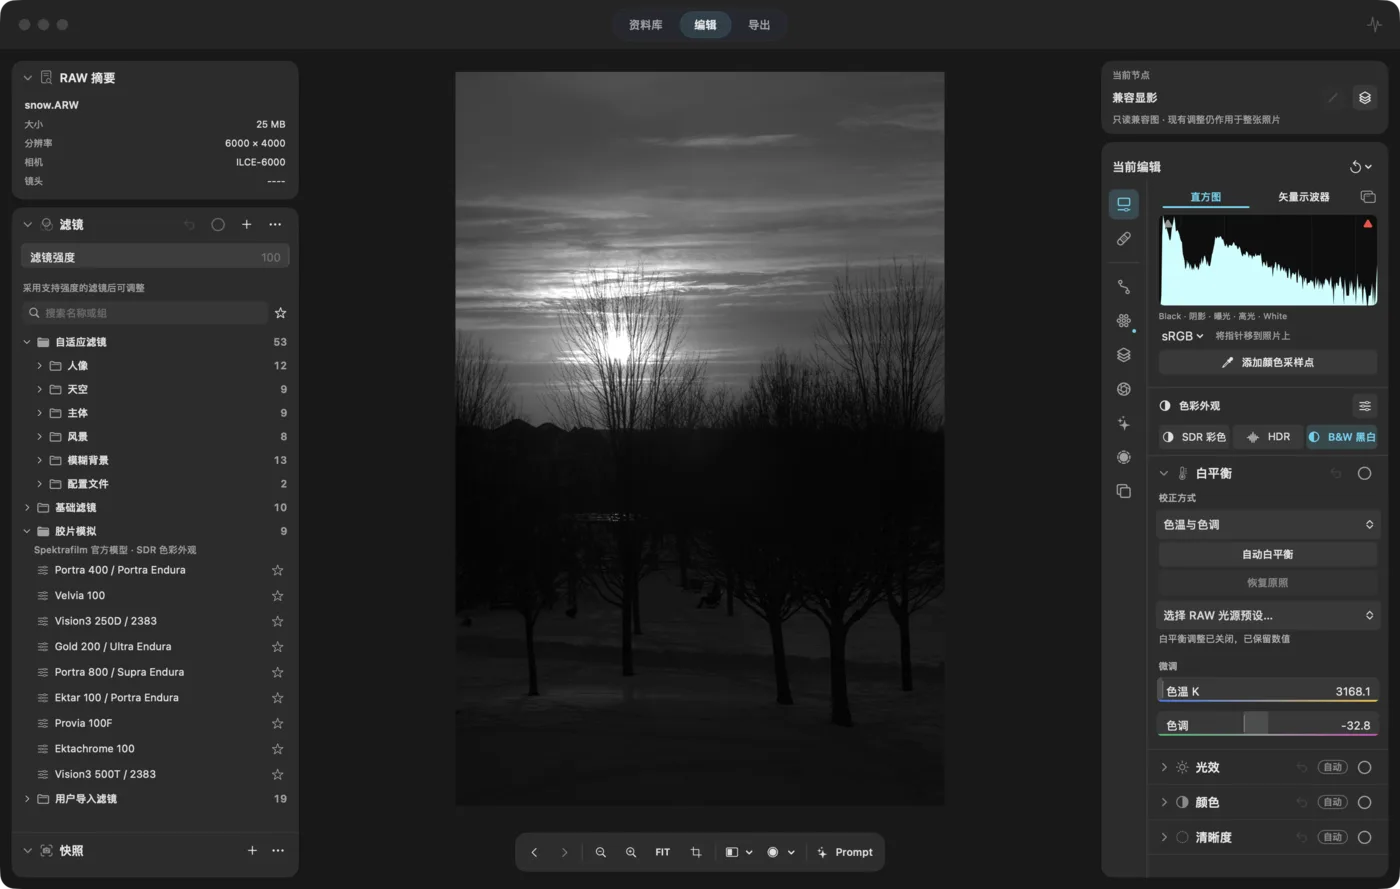 资料库
编辑
导出
RAW 摘要
snow.ARW
大小 25 MB
分辨率 6000 × 4000
相机 ILCE-6000
镜头 ----
滤镜
滤镜强度 100
采用支持强度的滤镜后可调整
搜索名称或组
自适应滤镜 53
人像 12
天空 9
主体 9
风景 8
模糊背景 13
配置文件 2
基础滤镜 10
胶片模拟 9
Spektrafilm 官方模型 · SDR 色彩外观
Portra 400 / Portra Endura
Velvia 100
Vision3 250D / 2383
Gold 200 / Ultra Endura
Portra 800 / Supra Endura
Ektar 100 / Portra Endura
Provia 100F
Ektachrome 100
Vision3 500T / 2383
用户导入滤镜 19
快照
FIT
Prompt
当前节点
兼容显影
只读兼容图 · 现有调整仍作用于整张照片
当前编辑
直方图 矢量示波器
Black · 阴影 · 曝光 · 高光 · White
sRGB 将指针移到照片上
添加颜色采样点
色彩外观
SDR 彩色 HDR B&W 黑白
白平衡
校正方式
色温与色调
自动白平衡
恢复原照
选择 RAW 光源预设...
白平衡调整已关闭，已保留数值
微调
色温 K 3168.1
色调 -32.8
光效 自动
颜色 自动
清晰度 自动